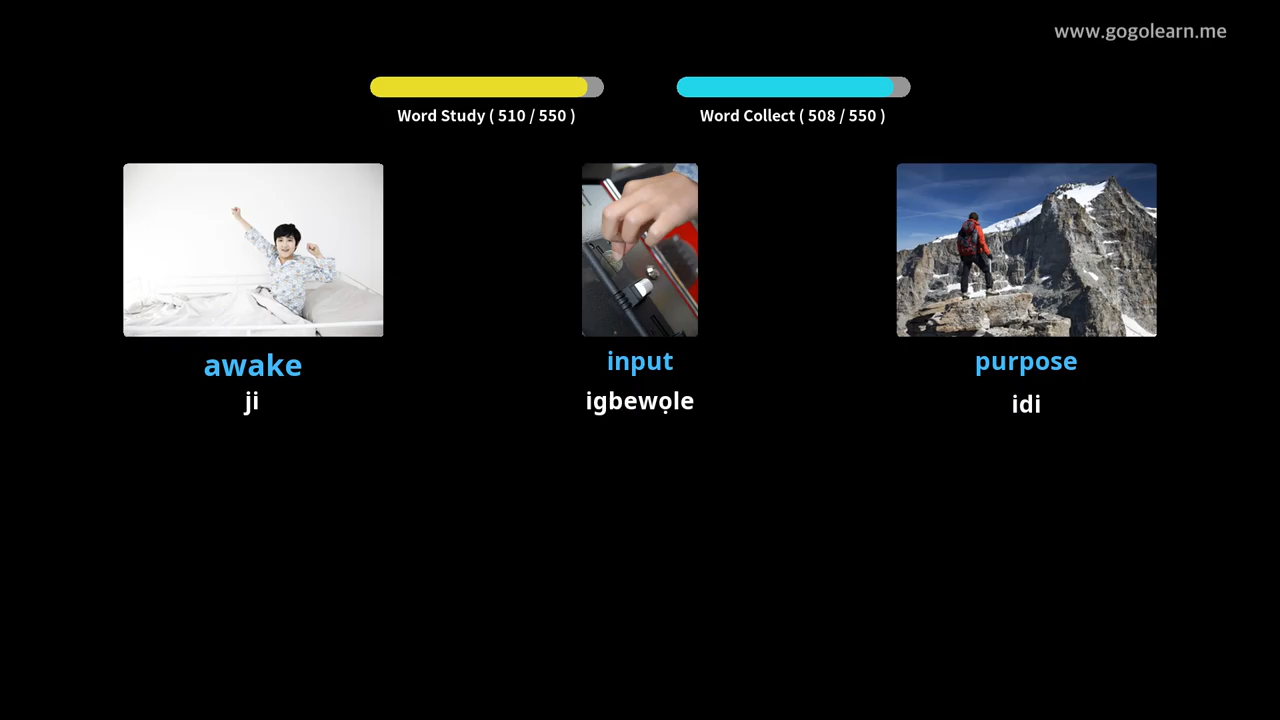 www.gogolearn.me
Word Study ( 510 / 550 )
Word Collect ( 508 / 550 )
awake
ji
input
igbewọle
purpose
idi